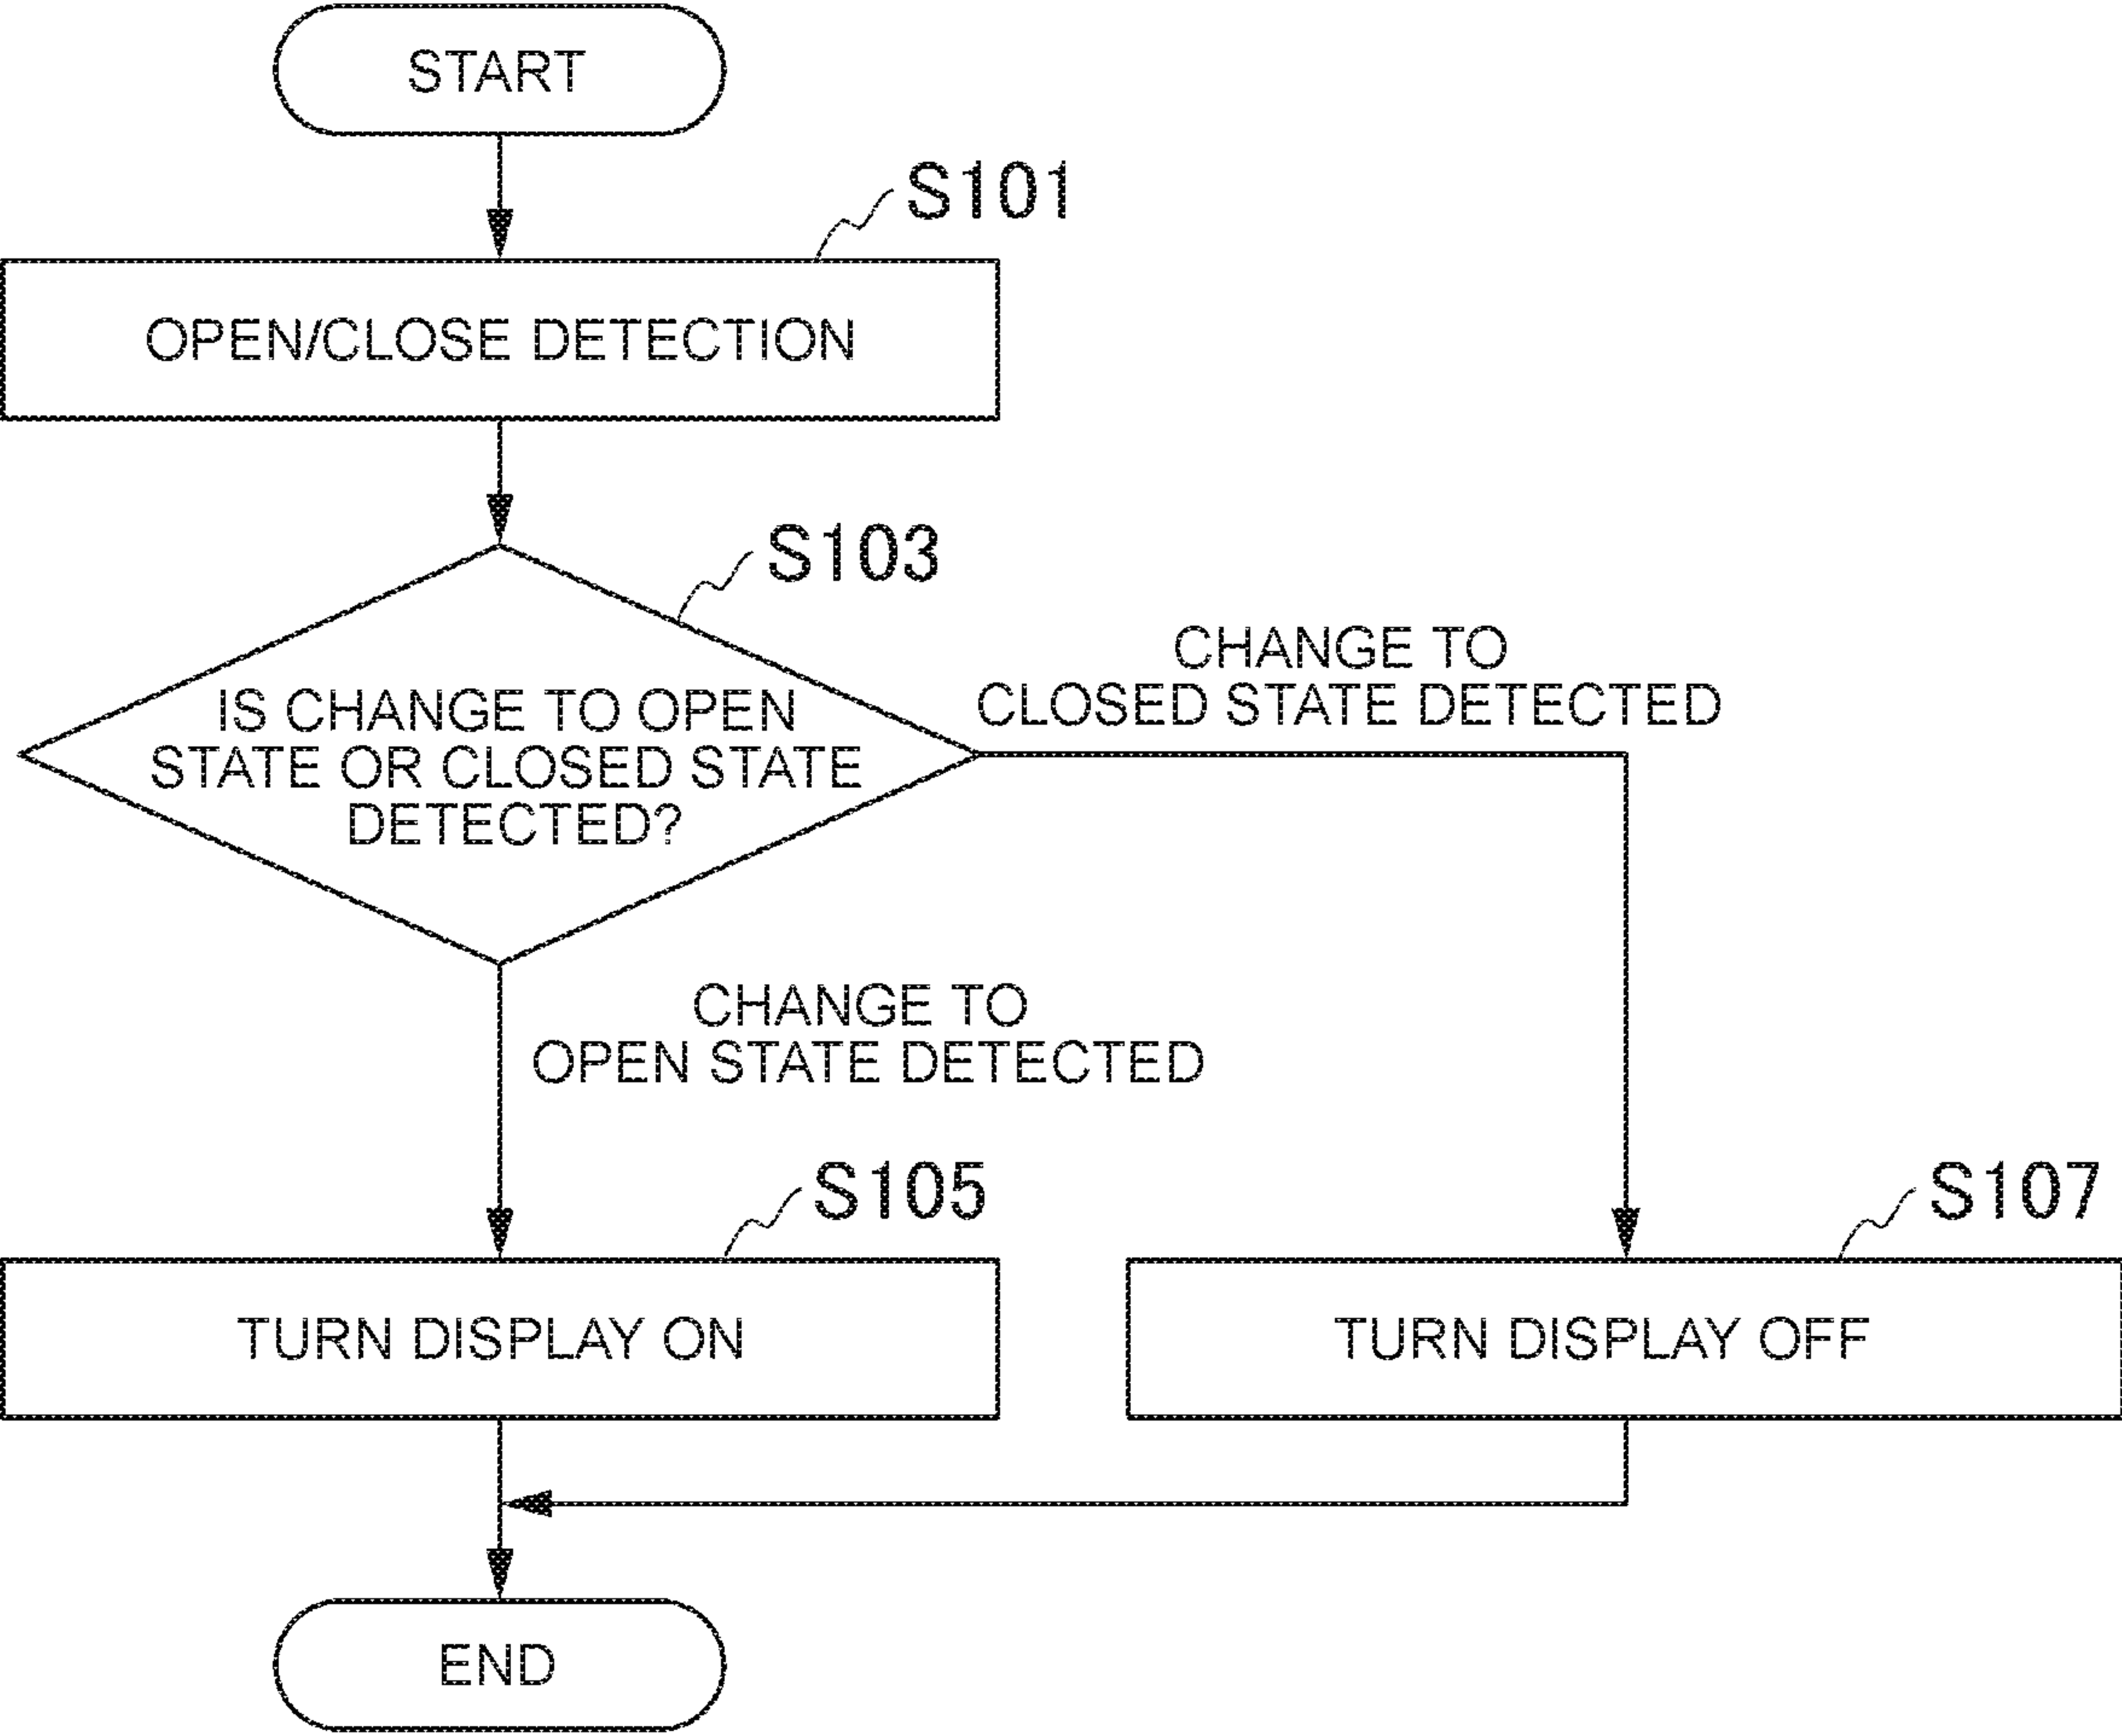 START
S101
OPEN/CLOSE DETECTION
S103
CHANGE TO
CLOSED STATE DETECTED
IS CHANGE TO OPEN
STATE OR CLOSED STATE
DETECTED?
CHANGE TO
OPEN STATE DETECTED
S105
S107
TURN DISPLAY ON
TURN DISPLAY OFF
END